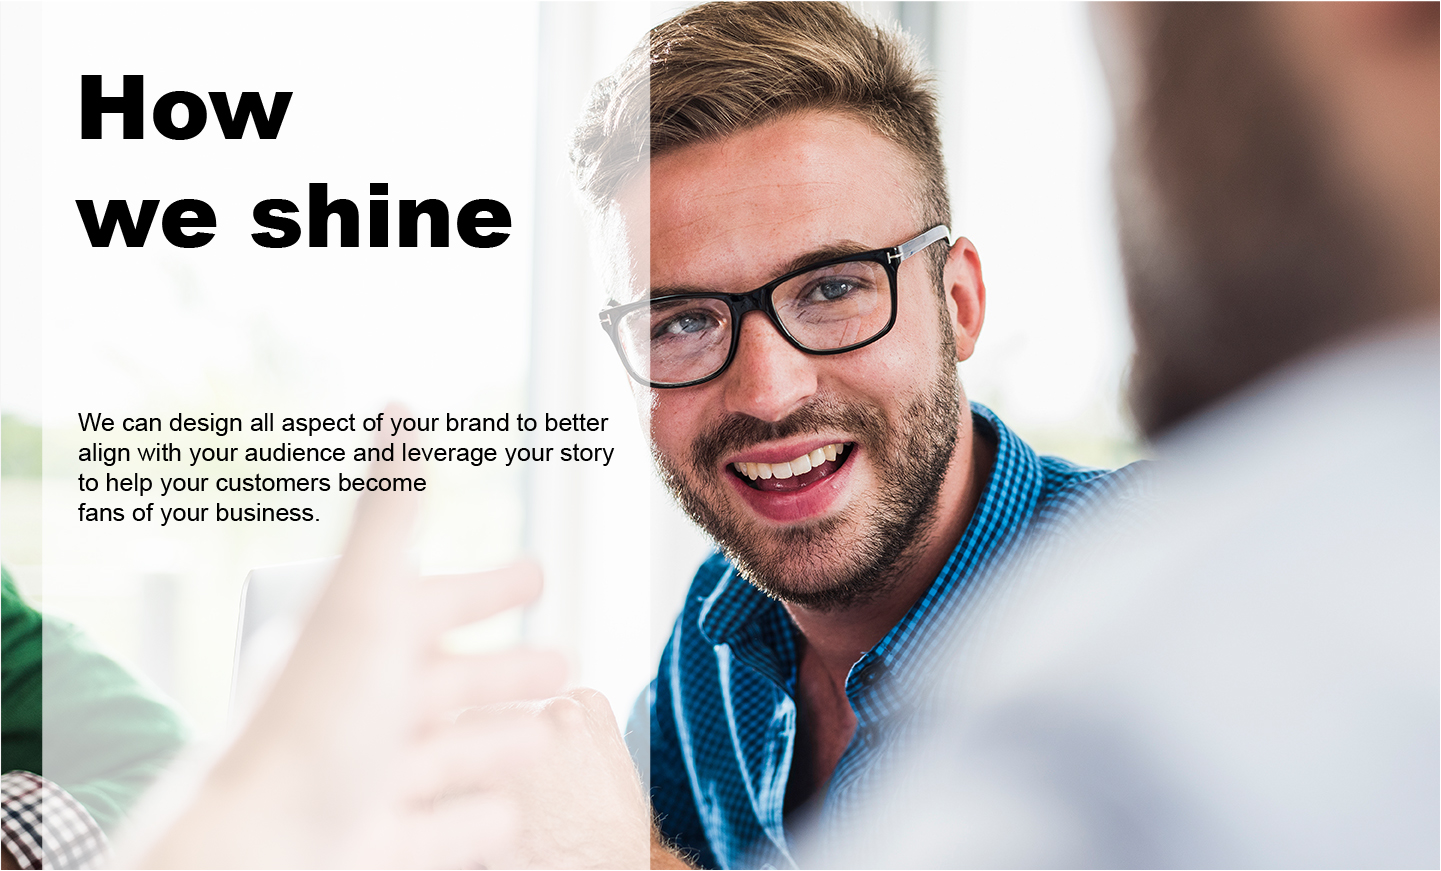 How
we shine
We can design all aspect of your brand to better
align with your audience and leverage your story
to help your customers become
fans of your business.